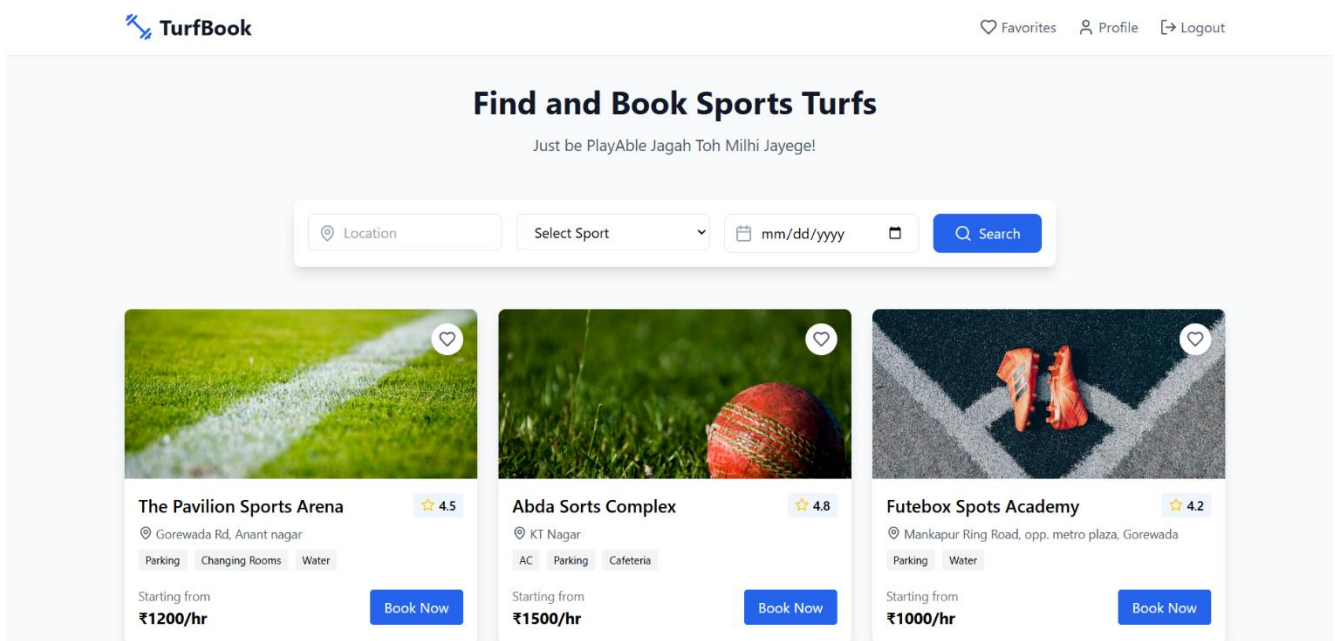 TurfBook
Favorites Profile Logout
Find and Book Sports Turfs
Just be PlayAble Jagah Toh Milhi Jayege!
Location Select Sport mm/dd/yyyy Search
The Pavilion Sports Arena 4.5
Gorewada Rd, Anant nagar
Parking Changing Rooms Water
Starting from
₹1200/hr
Book Now
Abda Sorts Complex 4.8
KT Nagar
AC Parking Cafeteria
Starting from
₹1500/hr
Book Now
Futebox Spots Academy 4.2
Mankapur Ring Road, opp. metro plaza, Gorewada
Parking Water
Starting from
₹1000/hr
Book Now